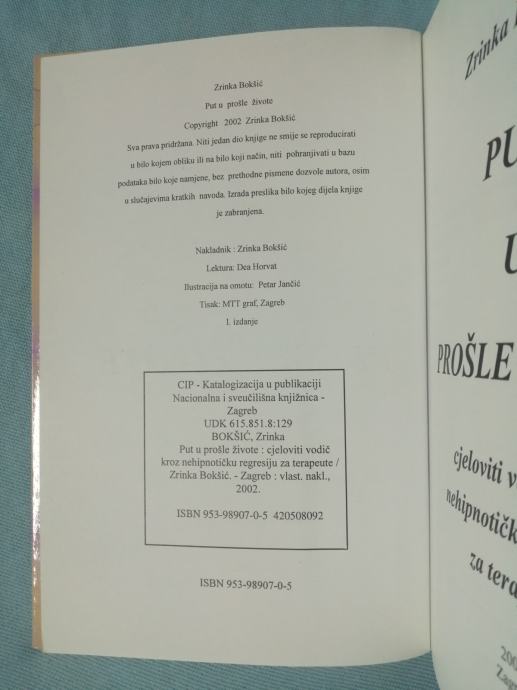 Zrinka Bokšić
Put u prošle živote
Copyright 2002 Zrinka Bokšić
Sva prava pridržana. Niti jedan dio knjige ne smije se reproducirati
u bilo kojem obliku ili na bilo koji način, niti pohranjivati u bazu
podataka bilo koje namjene, bez prethodne pismene dozvole autora, osim
u slučajevima kratkih navoda. Izrada preslika bilo kojeg dijela knjige
je zabranjena.
Nakladnik : Zrinka Bokšić
Lektura: Dea Horvat
Ilustracija na omotu: Petar Jančić
Tisak: MTT graf, Zagreb
1. izdanje
CIP - Katalogizacija u publikaciji
Nacionalna i sveučilišna knjižnica -
Zagreb
UDK 615.851.8:129
BOKŠIĆ, Zrinka
Put u prošle živote : cjeloviti vodič
kroz nehipnotičku regresiju za terapeute /
Zrinka Bokšić. - Zagreb : vlast. nakl.,
2002.
ISBN 953-98907-0-5 420508092
ISBN 953-98907-0-5
Zrinka
PU
U
PROŠLE
cjeloviti v
nehipnotičk
za tera
200
Zag